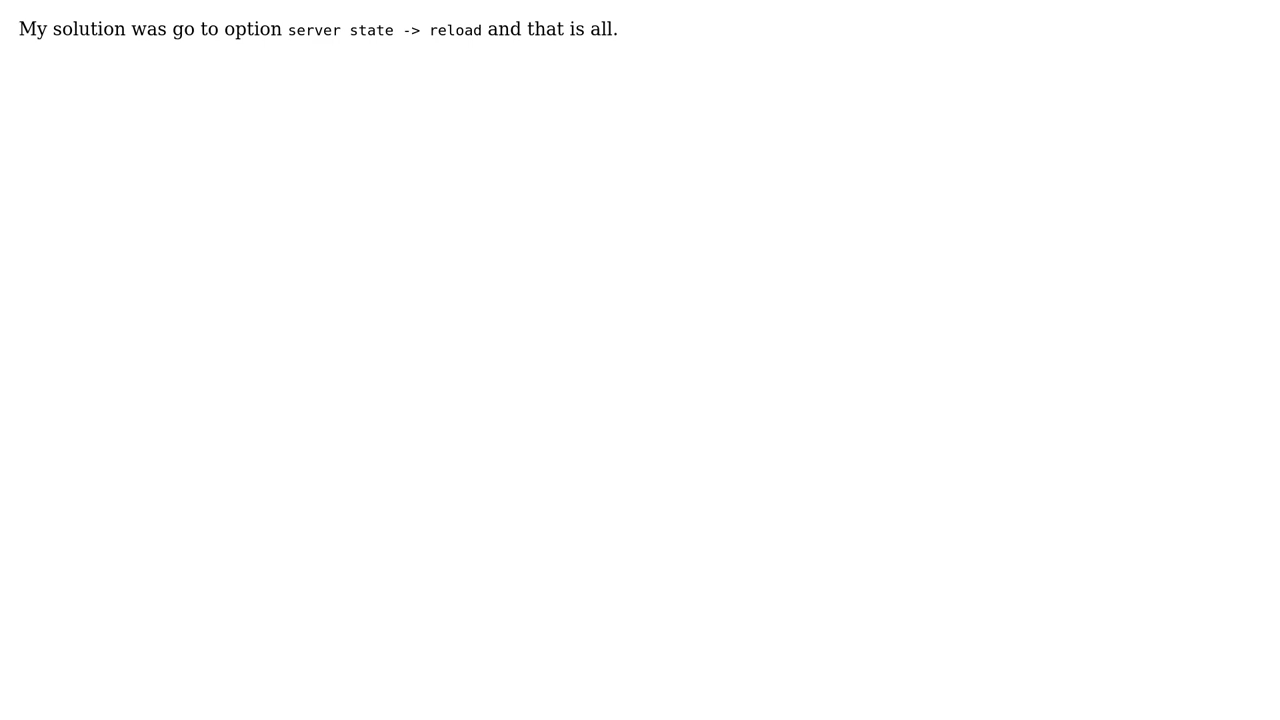 My solution was go to option server state -> reload and that is all.